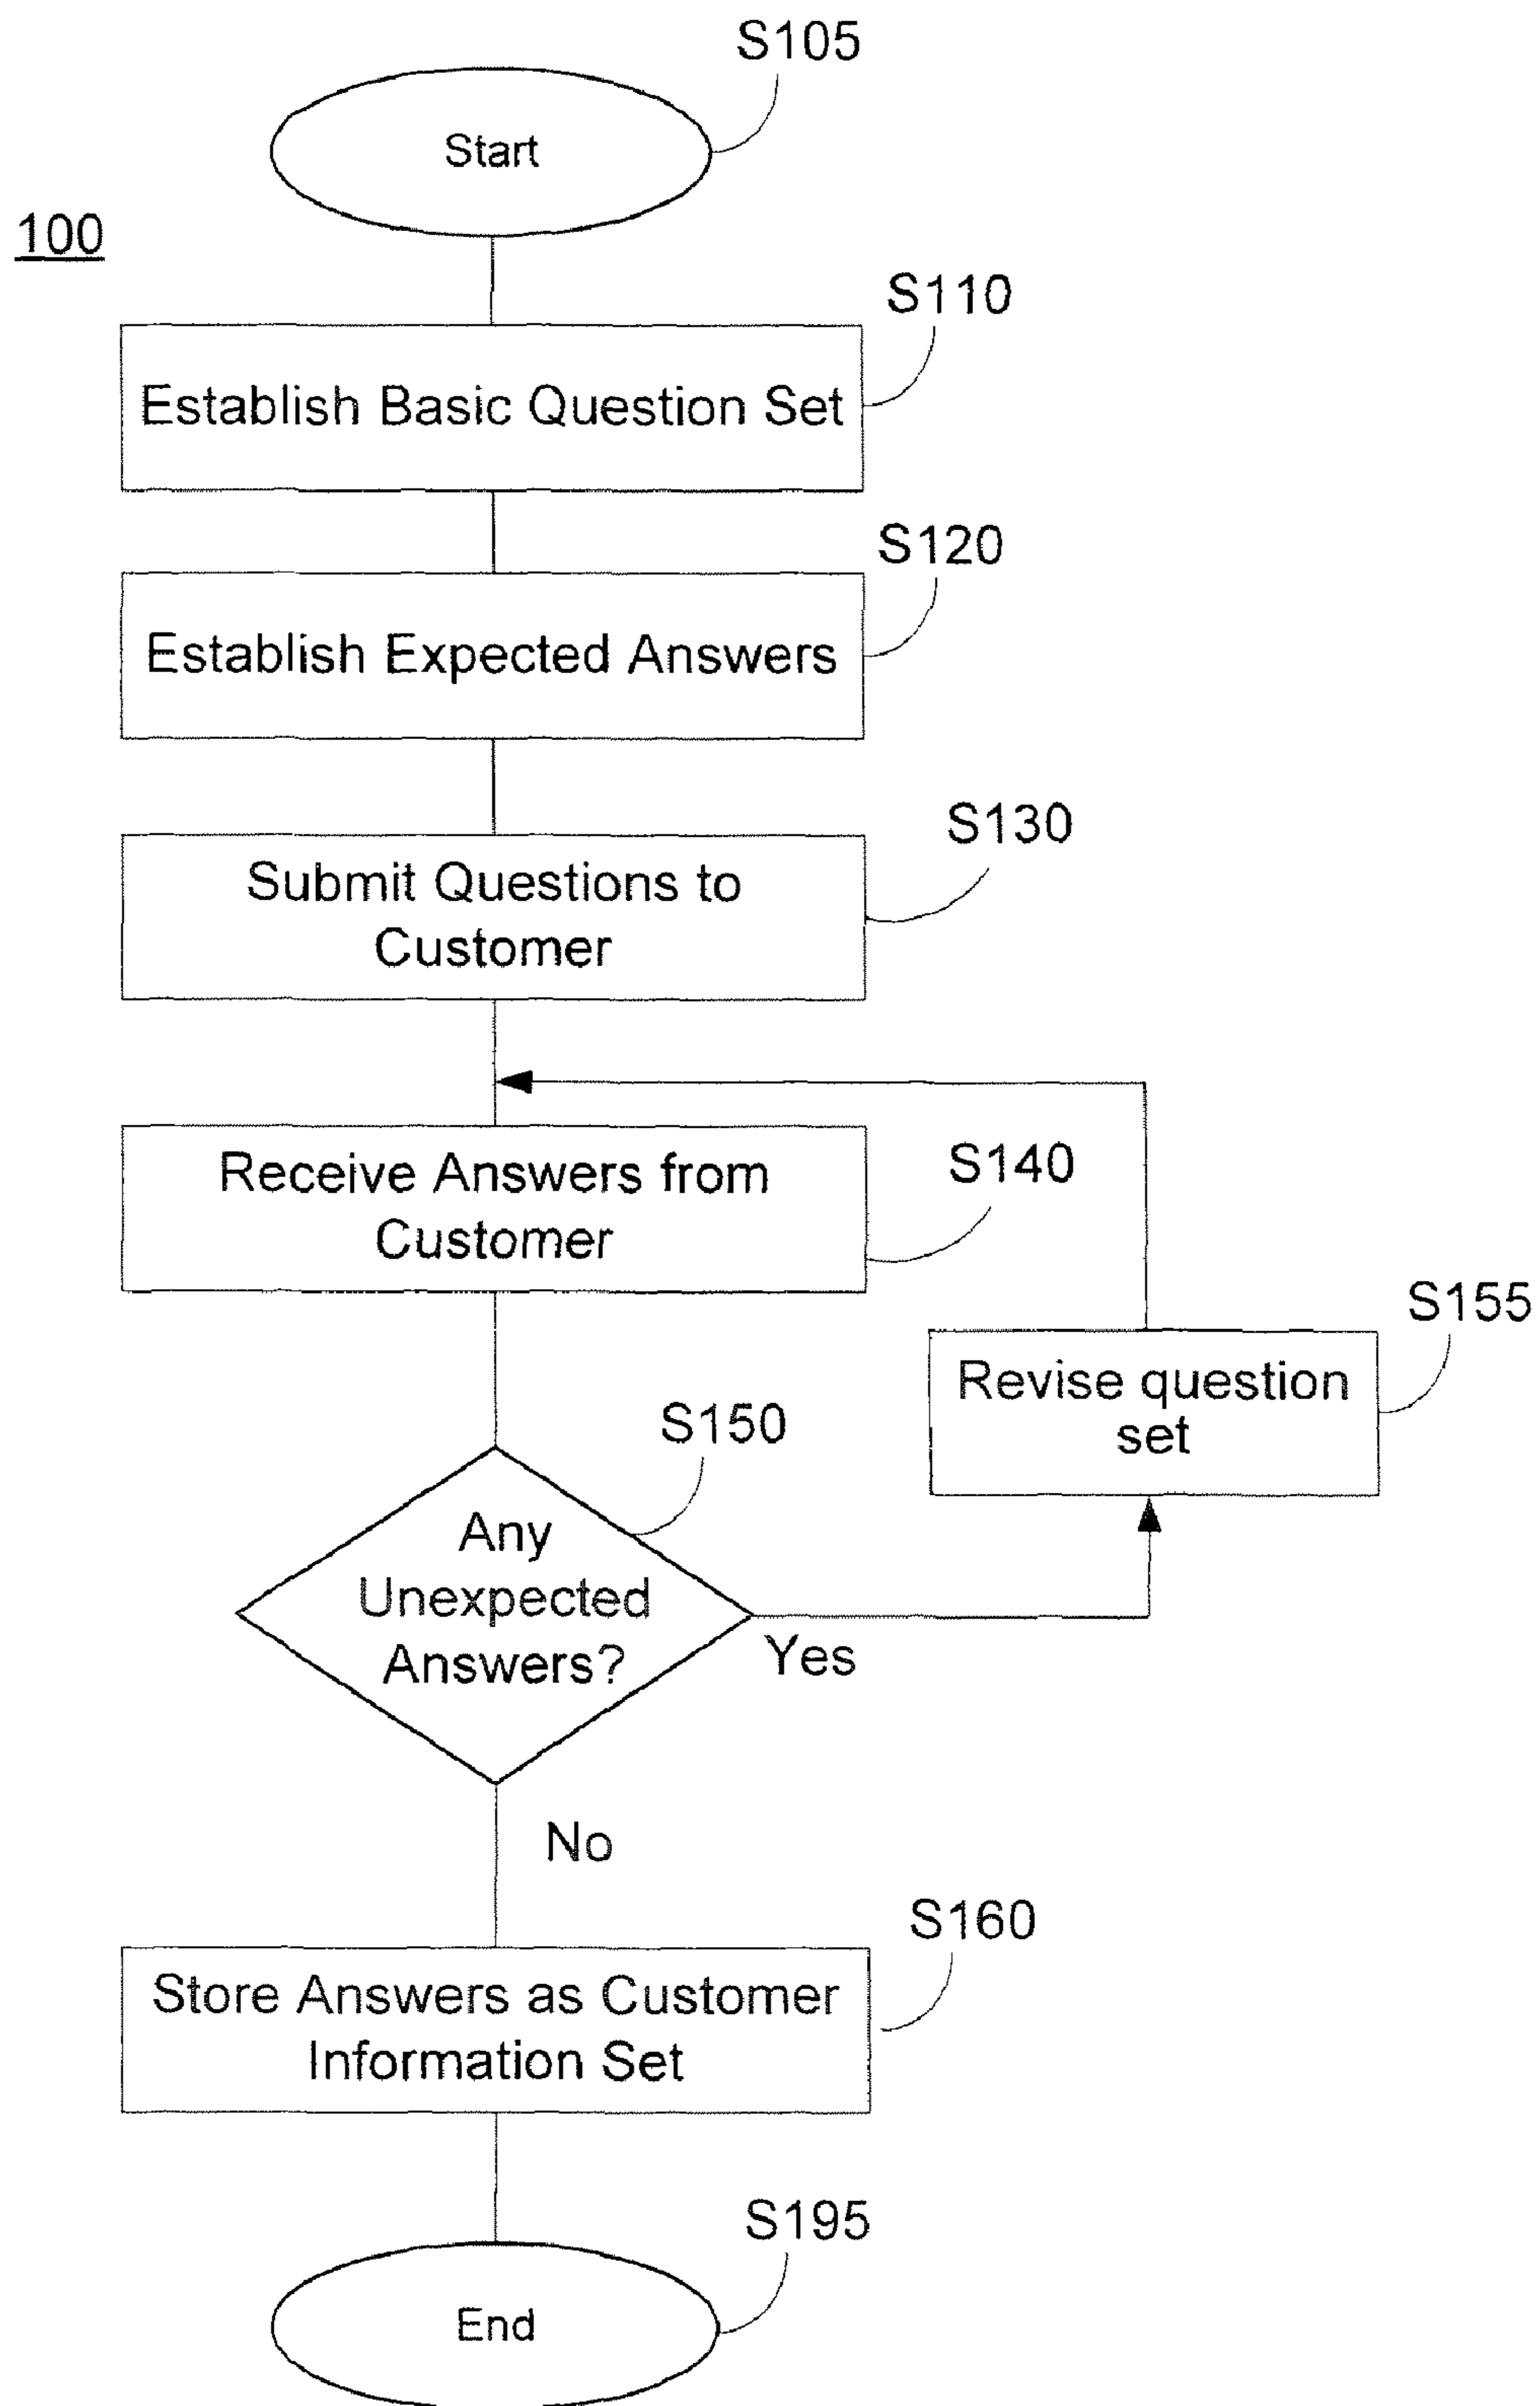 S105
Start
100
S110
Establish Basic Question Set
S120
Establish Expected Answers
S130
Submit Questions to
Customer
Receive Answers from
Customer
S140
S155
Revise question
set
S150
Any
Unexpected
Answers?
Yes
No
S160
Store Answers as Customer
Information Set
S195
End